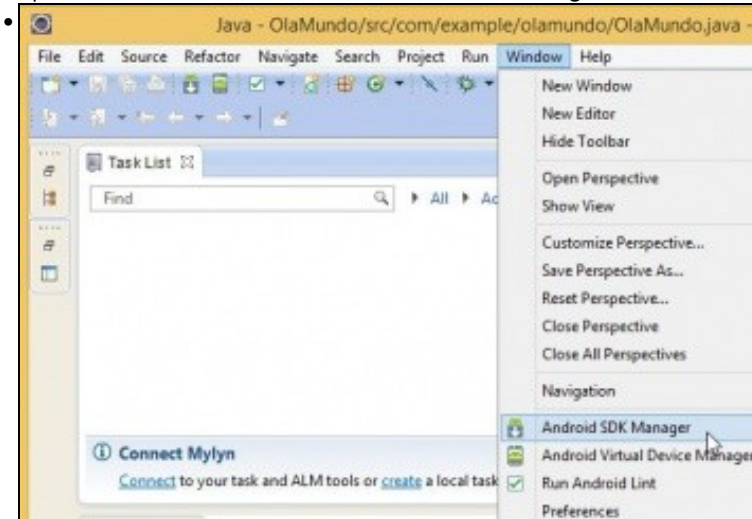 Java - OlaMundo/src/com/example/olamundo/OlaMundo.java -
File Edit Source Refactor Navigate Search Project Run Window Help
New Window
New Editor
Hide Toolbar
Task List
Open Perspective
Find All Ac
Show View
Customize Perspective...
Save Perspective As...
Reset Perspective...
Close Perspective
Close All Perspectives
Navigation
Android SDK Manager
Connect Mylyn
Android Virtual Device Manager
Connect to your task and ALM tools or create a local task
Run Android Lint
Preferences